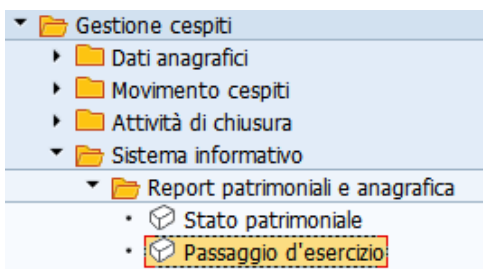 Gestione cespiti
Dati anagrafici
Movimento cespiti
Attività di chiusura
Sistema informativo
Report patrimoniali e anagrafica
Stato patrimoniale
Passaggio d'esercizio